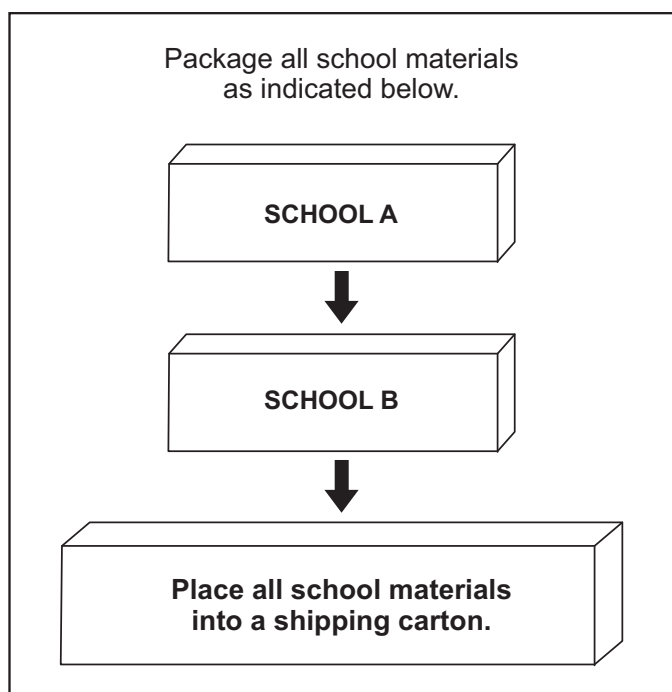 Package all school materials
as indicated below.
SCHOOL A
SCHOOL B
Place all school materials
into a shipping carton.